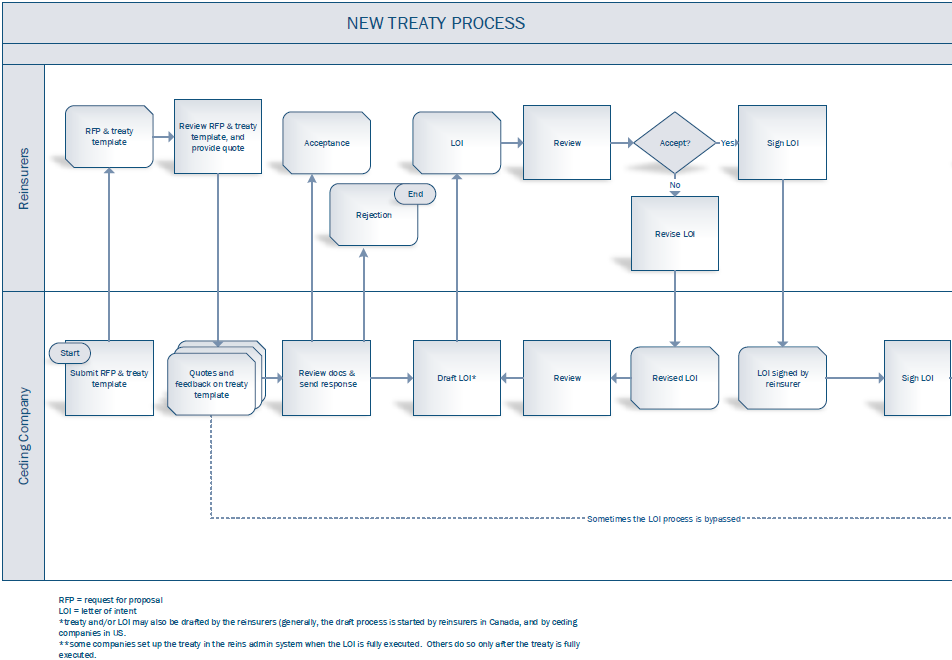 NEW TREATY PROCESS
Reinsurers
RFP & treaty
template
Review RFP & treaty
template, and
provide quote
Acceptance
Rejection
End
LOI
Review
Accept?
Yes
No
Sign LOI
Revise LOI
Ceding Company
Start
Submit RFP & treaty
template
Quotes and
feedback on treaty
template
Review docs &
send response
Draft LOI*
Review
Revised LOI
LOI signed by
reinsurer
Sign LOI
Sometimes the LOI process is bypassed
RFP = request for proposal
LOI = letter of intent
*treaty and/or LOI may also be drafted by the reinsurers (generally, the draft process is started by reinsurers in Canada, and by ceding
companies in US.
**some companies set up the treaty in the reins admin system when the LOI is fully executed.  Others do so only after the treaty is fully
executed.